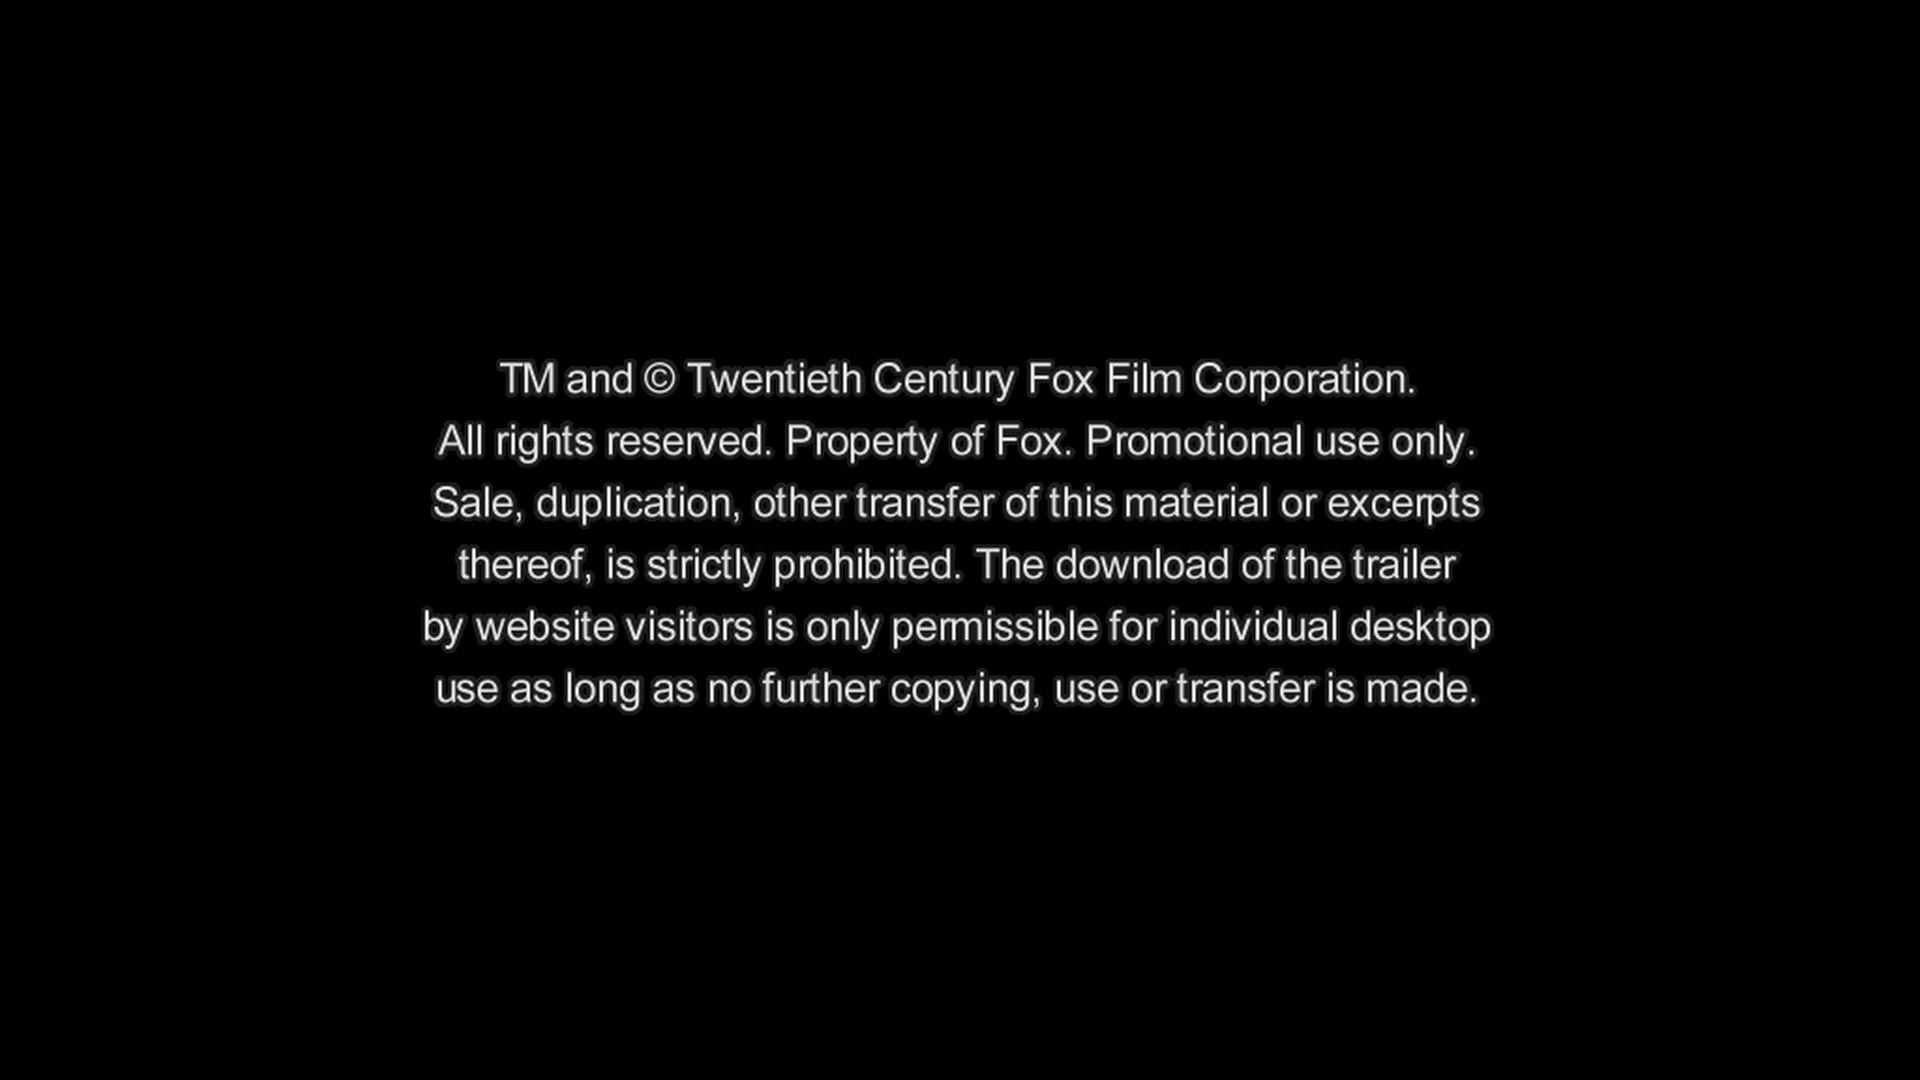 TM and © Twentieth Century Fox Film Corporation.
All rights reserved. Property of Fox. Promotional use only.
Sale, duplication, other transfer of this material or excerpts
thereof, is strictly prohibited. The download of the trailer
by website visitors is only permissible for individual desktop
use as long as no further copying, use or transfer is made.